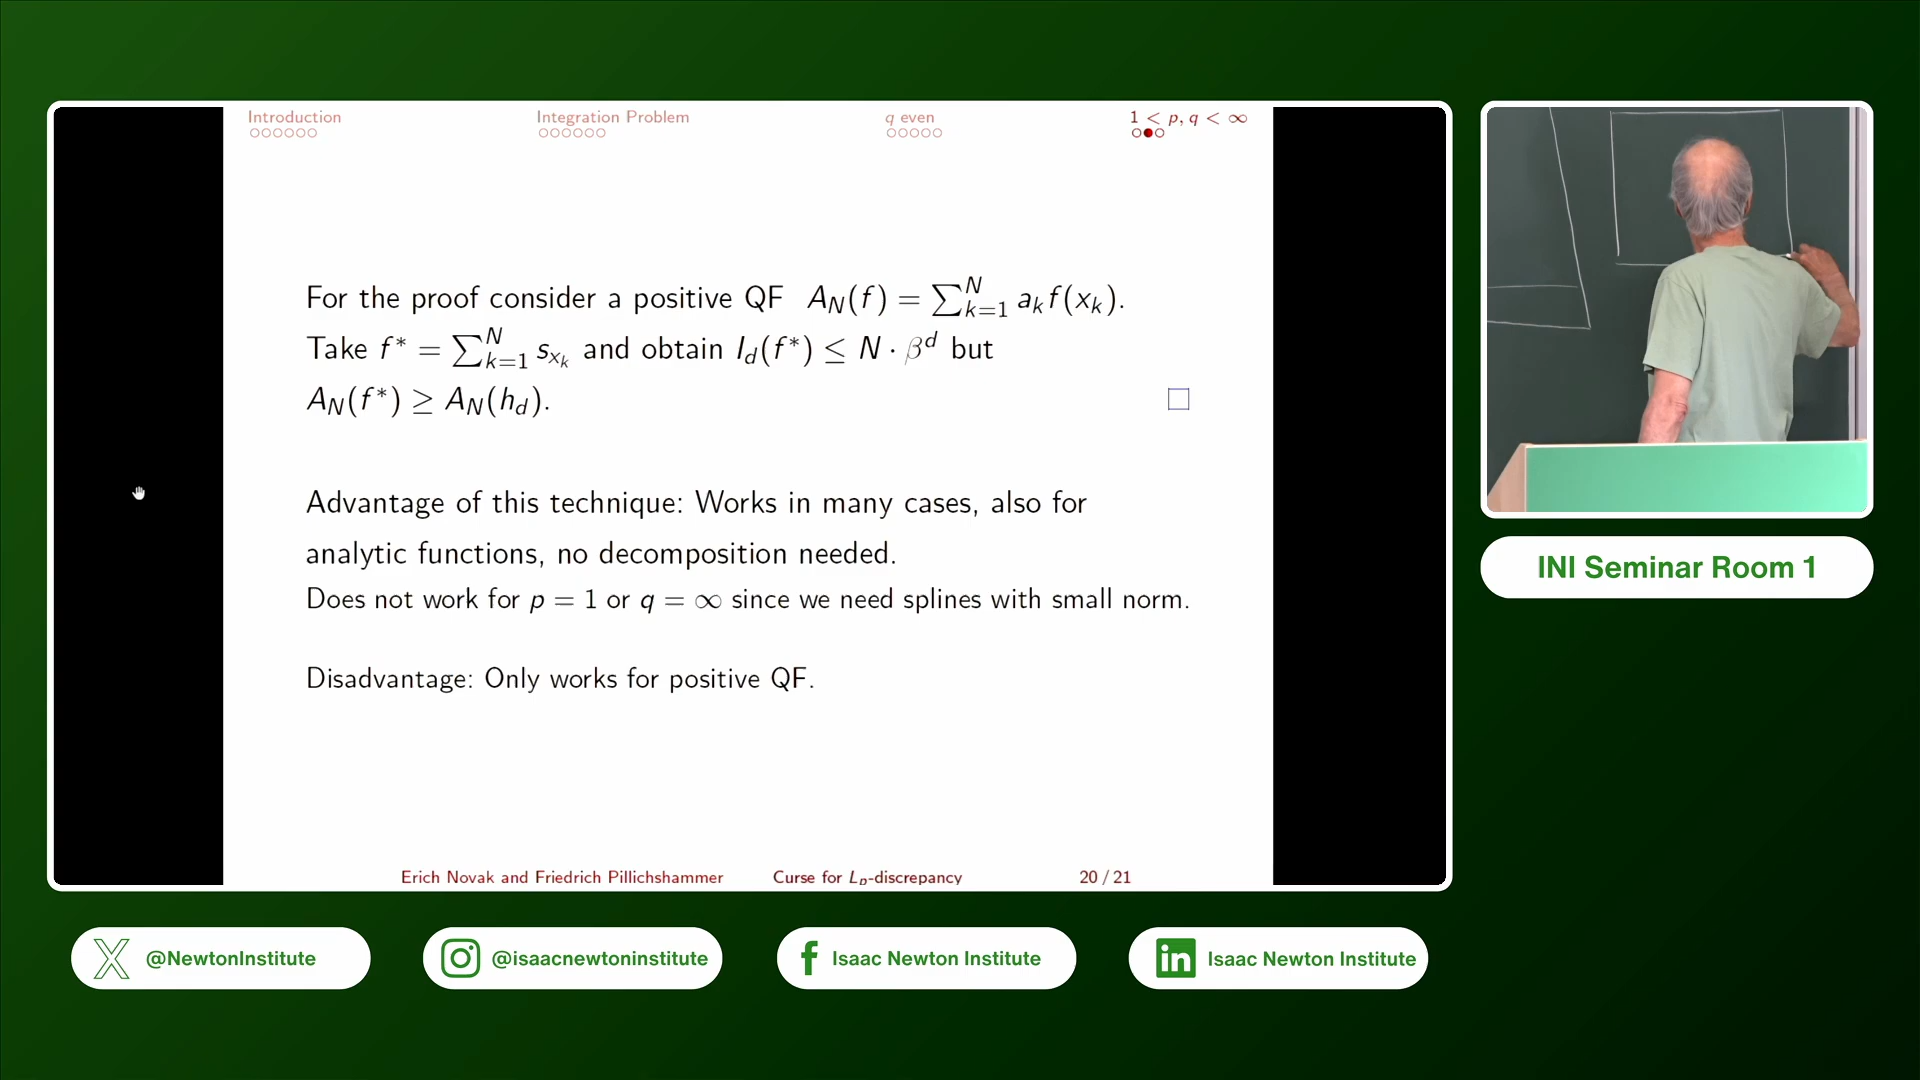 Introduction
Integration Problem
q even
1 < p, q < ∞
For the proof consider a positive QF A_N(f) = ∑_{k=1}^N a_k f(x_k).
Take f* = ∑_{k=1}^N s_{x_k} and obtain I_d(f*) ≤ N · β^d but
A_N(f*) ≥ A_N(h_d). □
Advantage of this technique: Works in many cases, also for
analytic functions, no decomposition needed.
Does not work for p = 1 or q = ∞ since we need splines with small norm.
Disadvantage: Only works for positive QF.
Erich Novak and Friedrich Pillichshammer
Curse for L_p-discrepancy
20 / 21
INI Seminar Room 1
@NewtonInstitute
@isaacnewtoninstitute
Isaac Newton Institute
Isaac Newton Institute